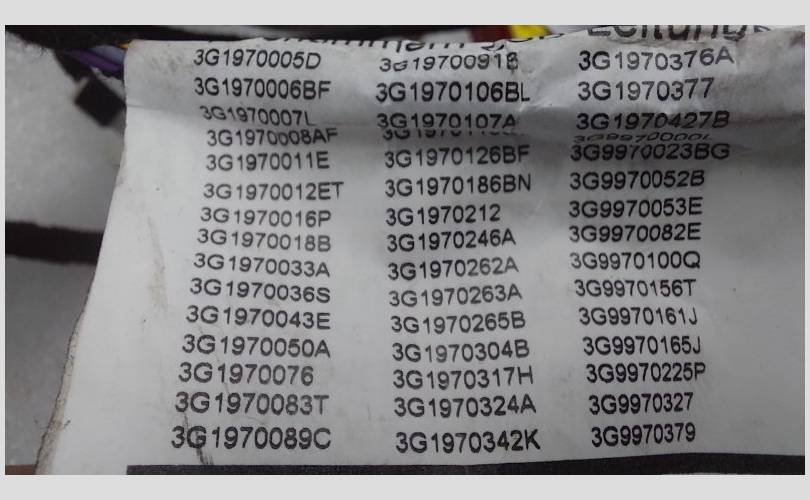 3G1970005D 3G1970091B 3G1970376A
3G1970006BF 3G1970106BL 3G1970377
3G1970007L 3G1970107A 3G1970427B
3G1970008AF
3G1970011E 3G1970126BF 3G9970023BG
3G1970012ET 3G1970186BN 3G9970052B
3G1970016P 3G1970212 3G9970053E
3G1970018B 3G1970246A 3G9970082E
3G1970033A 3G1970262A 3G9970100Q
3G1970036S 3G1970263A 3G9970156T
3G1970043E 3G1970265B 3G9970161J
3G1970050A 3G1970304B 3G9970165J
3G1970076 3G1970317H 3G9970225P
3G1970083T 3G1970324A 3G9970327
3G1970089C 3G1970342K 3G9970379